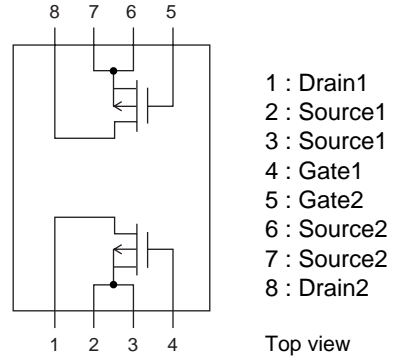 8 7 6 5
1 : Drain1
2 : Source1
3 : Source1
4 : Gate1
5 : Gate2
6 : Source2
7 : Source2
8 : Drain2
1 2 3 4
Top view